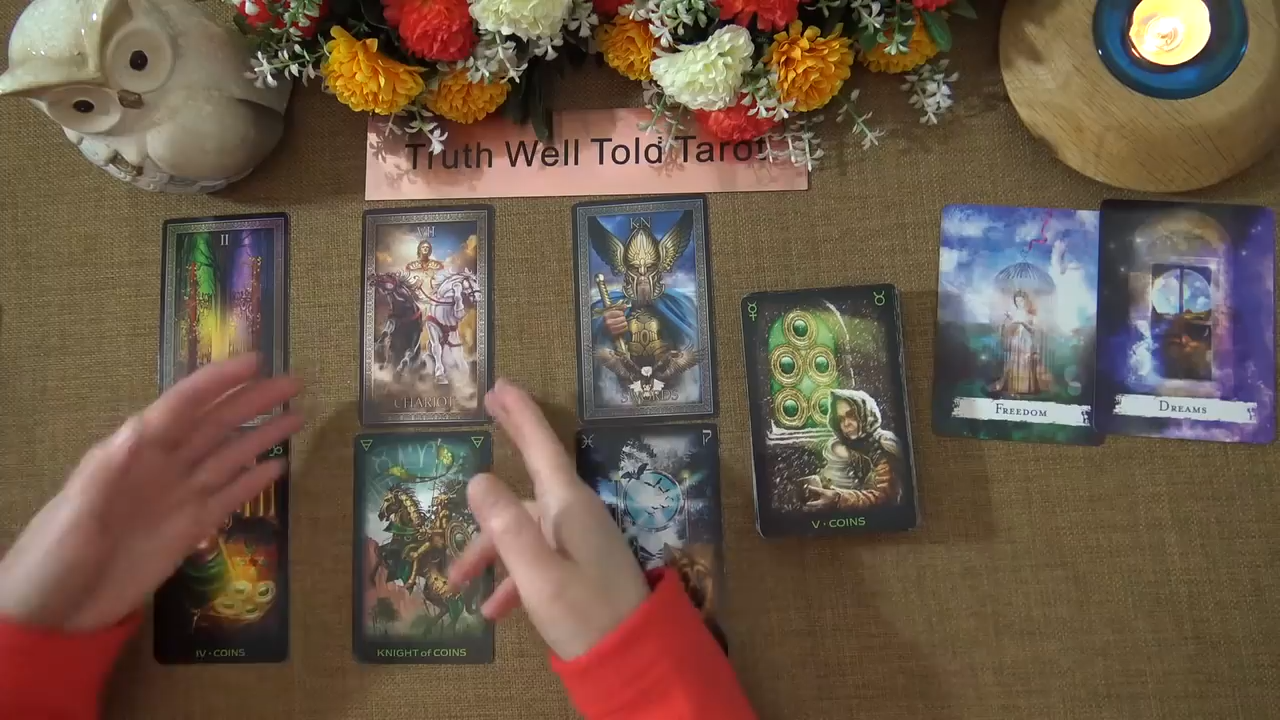 Truth Well Told Tarot
II
VII
CHARIOT
KN
SWORDS
IV · COINS
KNIGHT of COINS
V · COINS
FREEDOM
DREAMS